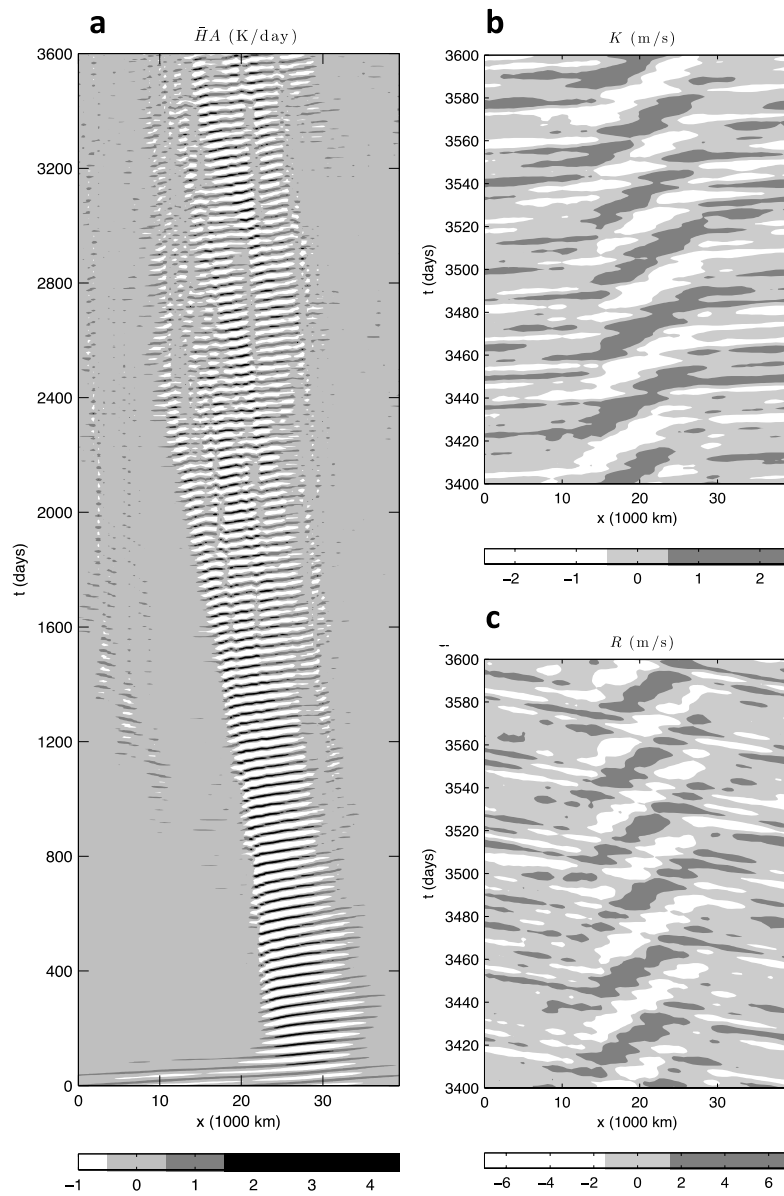 a
H̄A (K/day)
3600
3200
2800
2400
2000
1600
1200
800
400
0
t (days)
0 10 20 30
x (1000 km)
−1 0 1 2 3 4
b
K (m/s)
3600
3580
3560
3540
3520
3500
3480
3460
3440
3420
3400
t (days)
0 10 20 30
x (1000 km)
−2 −1 0 1 2
c
R (m/s)
3600
3580
3560
3540
3520
3500
3480
3460
3440
3420
3400
t (days)
0 10 20 30
x (1000 km)
−6 −4 −2 0 2 4 6